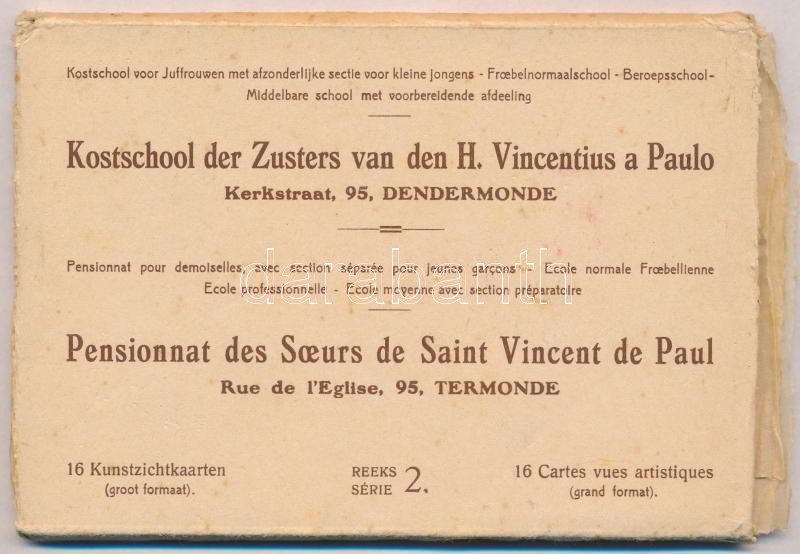 Kostschool voor Juffrouwen met afzonderlijke sectie voor kleine jongens - Frœbelnormaalschool - Beroepsschool -
Middelbare school met voorbereidende afdeeling
Kostschool der Zusters van den H. Vincentius a Paulo
Kerkstraat, 95, DENDERMONDE
Pensionnat pour demoiselles, avec section séparée pour jeunes garçons - Ecole normale Frœbellienne
Ecole professionnelle - Ecole moyenne avec section préparatoire
darabanth
Pensionnat des Sœurs de Saint Vincent de Paul
Rue de l'Eglise, 95, TERMONDE
16 Kunstzichtkaarten
(groot formaat).
REEKS
SÉRIE 2.
16 Cartes vues artistiques
(grand format).